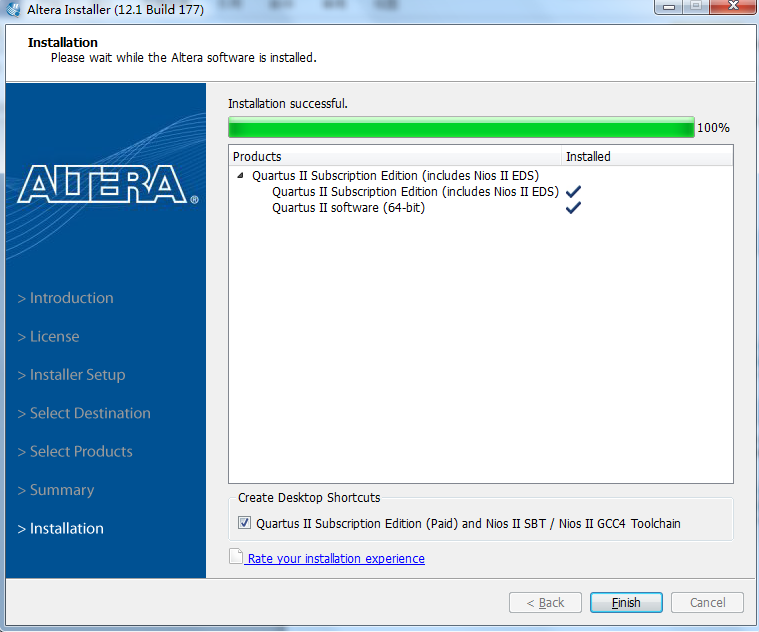 Altera Installer (12.1 Build 177)
Installation
Please wait while the Altera software is installed.
Installation successful.
100%
Products Installed
Quartus II Subscription Edition (includes Nios II EDS)
Quartus II Subscription Edition (includes Nios II EDS)
Quartus II software (64-bit)
ALTERA®
> Introduction
> License
> Installer Setup
> Select Destination
> Select Products
> Summary
> Installation
Create Desktop Shortcuts
Quartus II Subscription Edition (Paid) and Nios II SBT / Nios II GCC4 Toolchain
Rate your installation experience
< Back Finish Cancel